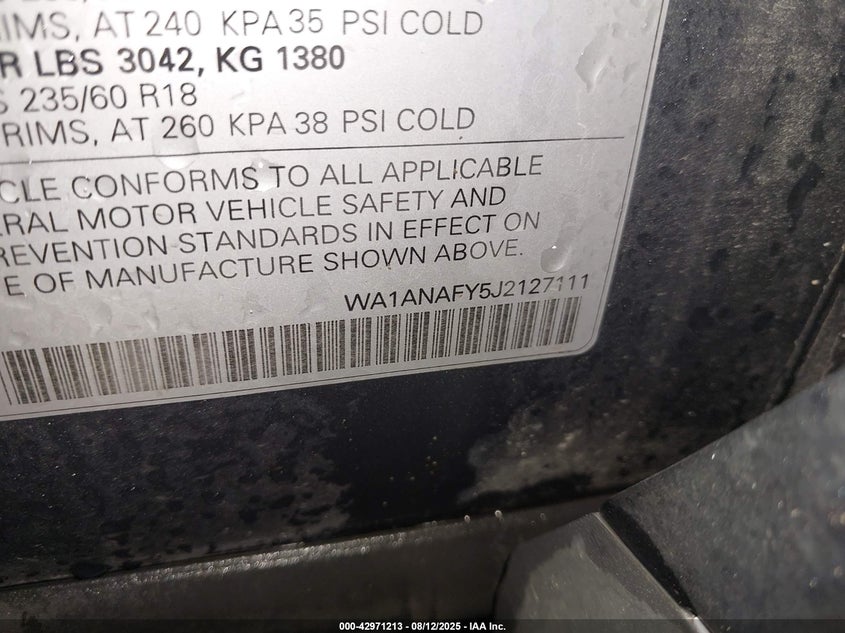 RIMS, AT 240 KPA 35 PSI COLD
R LBS 3042, KG 1380
S 235/60 R18
RIMS, AT 260 KPA 38 PSI COLD
CLE CONFORMS TO ALL APPLICABLE
ERAL MOTOR VEHICLE SAFETY AND
REVENTION STANDARDS IN EFFECT ON
E OF MANUFACTURE SHOWN ABOVE.
WA1ANAFY5J2127111
000-42971213 - 08/12/2025 - IAA Inc.